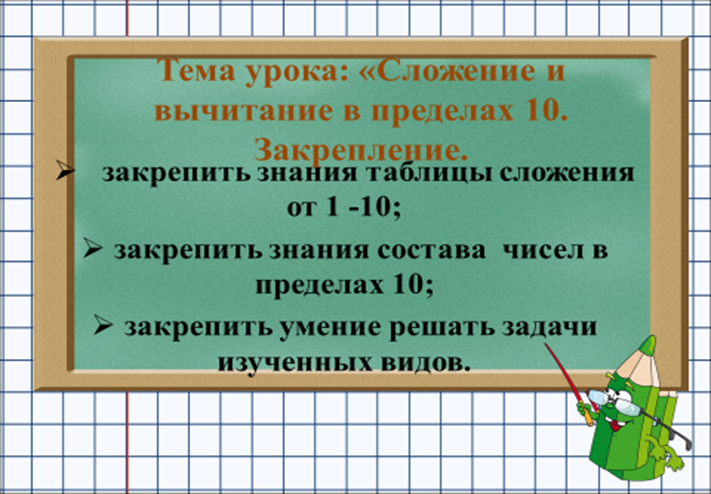 Тема урока: «Сложение и
вычитание в пределах 10.
Закрепление.
➢ закрепить знания таблицы сложения
от 1 -10;
➢ закрепить знания состава чисел в
пределах 10;
➢ закрепить умение решать задачи
изученных видов.